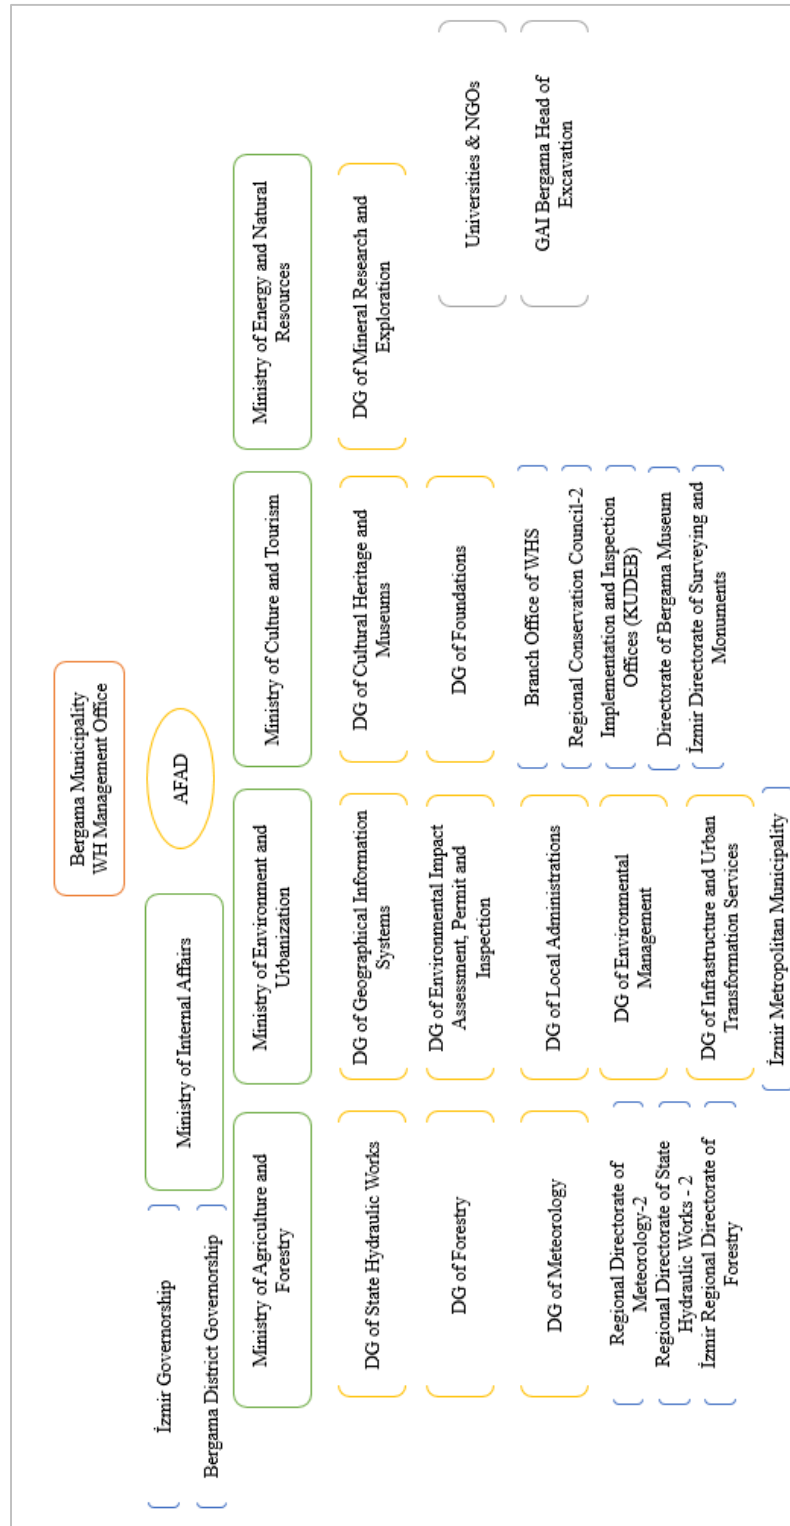 Bergama Municipality
WH Management Office
İzmir Governorship
Bergama District Governorship
Ministry of Internal Affairs
AFAD
Ministry of Agriculture and
Forestry
DG of State Hydraulic Works
DG of Forestry
DG of Meteorology
Regional Directorate of
Meteorology-2
Regional Directorate of State
Hydraulic Works - 2
İzmir Regional Directorate of
Forestry
Ministry of Environment and
Urbanization
DG of Geographical Information
Systems
DG of Environmental Impact
Assessment, Permit and
Inspection
DG of Local Administrations
DG of Environmental
Management
DG of Infrastructure and Urban
Transformation Services
İzmir Metropolitan Municipality
Ministry of Culture and Tourism
DG of Cultural Heritage and
Museums
DG of Foundations
Branch Office of WHS
Regional Conservation Council-2
Implementation and Inspection
Offices (KUDEB)
Directorate of Bergama Museum
İzmir Directorate of Surveying and
Monuments
Ministry of Energy and Natural
Resources
DG of Mineral Research and
Exploration
Universities & NGOs
GAI Bergama Head of
Excavation